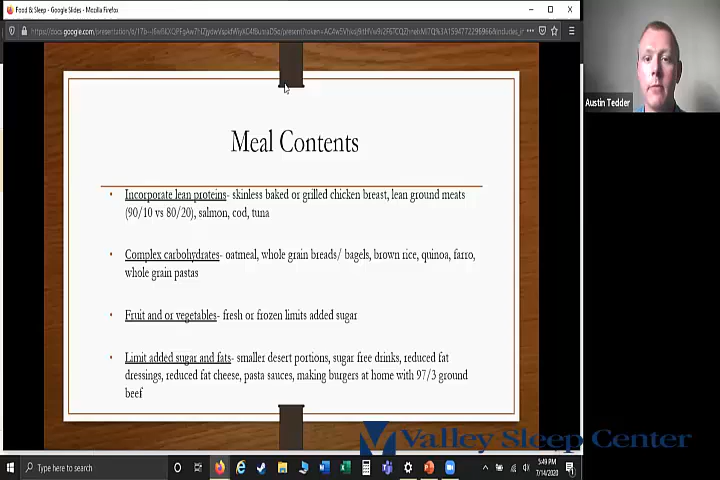 Food & Sleep - Google Slides - Mozilla Firefox
Austin Tedder
Meal Contents
• Incorporate lean proteins- skinless baked or grilled chicken breast, lean ground meats
(90/10 vs 80/20), salmon, cod, tuna
• Complex carbohydrates- oatmeal, whole grain breads/ bagels, brown rice, quinoa, farro,
whole grain pastas
• Fruit and or vegetables- fresh or frozen limits added sugar
• Limit added sugar and fats- smaller desert portions, sugar free drinks, reduced fat
dressings, reduced fat cheese, pasta sauces, making burgers at home with 97/3 ground
beef
Valley Sleep Center
Type here to search
5:49 PM
7/14/2020